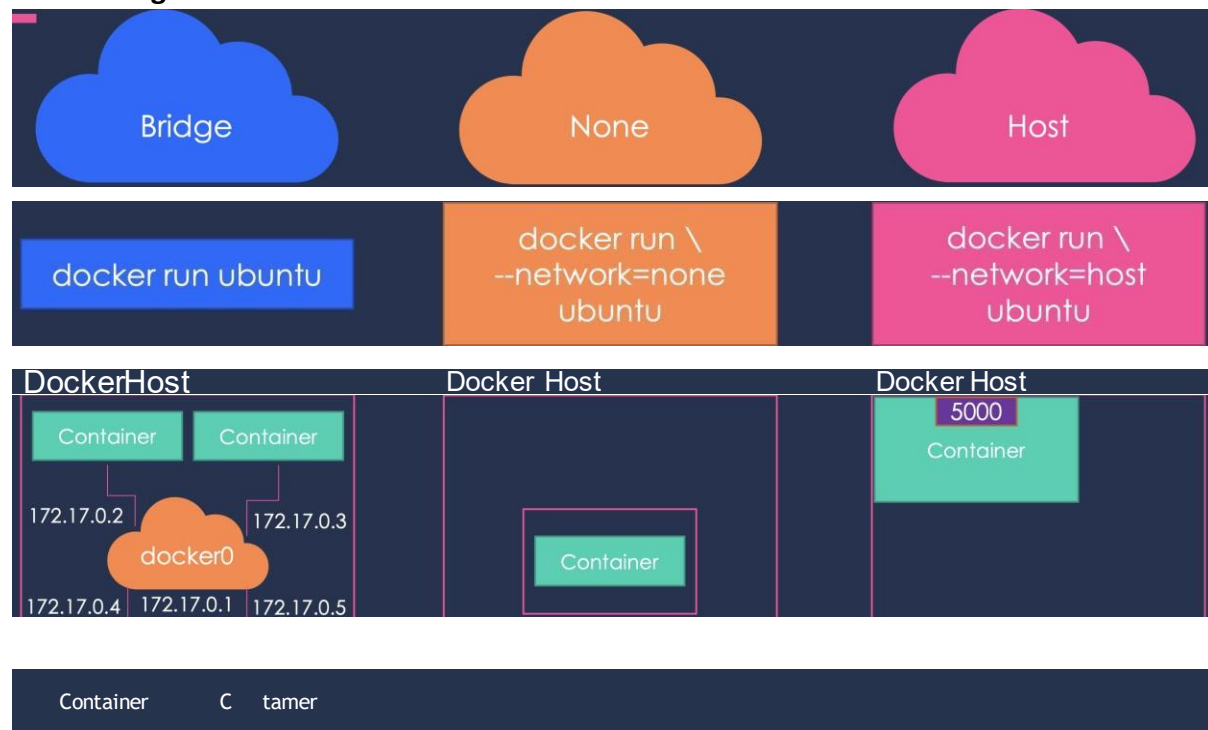 Bridge
None
Host
docker run ubuntu
docker run \
--network=none
ubuntu
docker run \
--network=host
ubuntu
DockerHost
Docker Host
Docker Host
Container
Container
172.17.0.2
172.17.0.3
docker0
172.17.0.4
172.17.0.1
172.17.0.5
Container
5000
Container
Container
C tamer